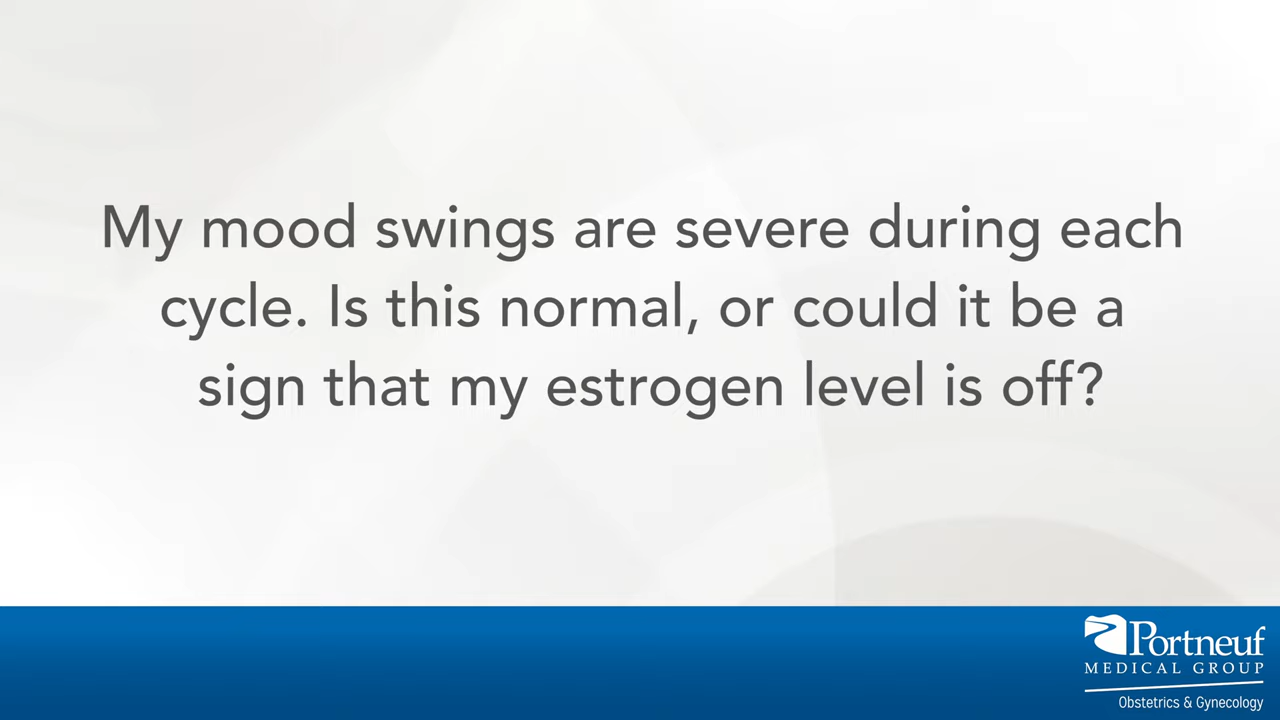 My mood swings are severe during each
cycle. Is this normal, or could it be a
sign that my estrogen level is off?
Portneuf
MEDICAL GROUP
Obstetrics & Gynecology